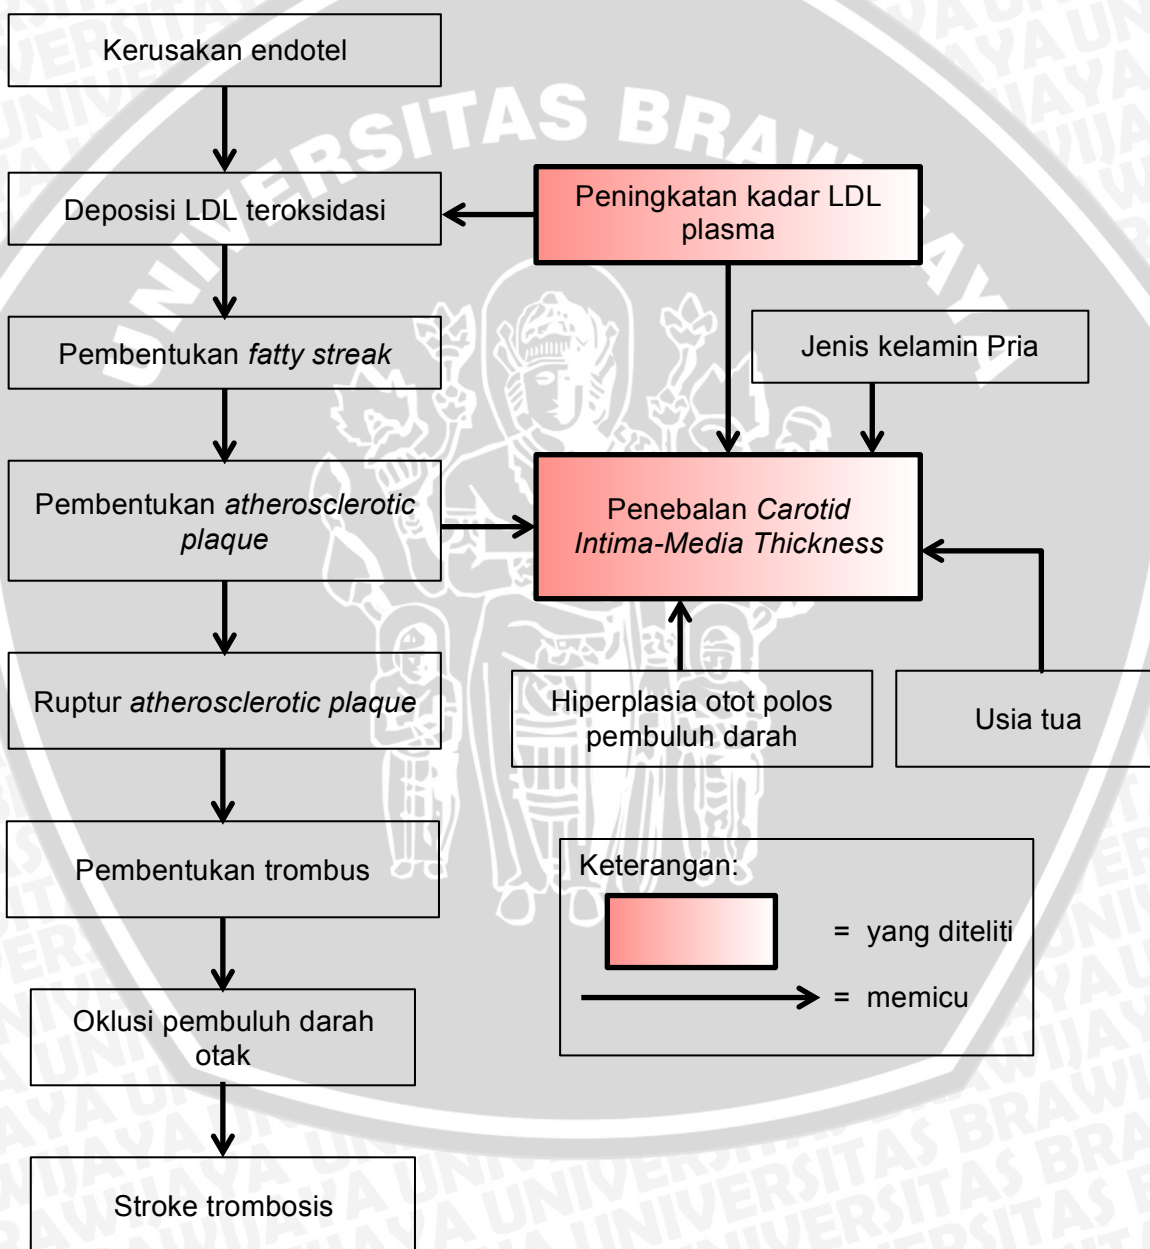 Kerusakan endotel
UNIVERSITAS BRAWIJAYA
Deposisi LDL teroksidasi
Peningkatan kadar LDL
plasma
Pembentukan fatty streak
Jenis kelamin Pria
Pembentukan atherosclerotic
plaque
Penebalan Carotid
Intima-Media Thickness
Ruptur atherosclerotic plaque
Hiperplasia otot polos
pembuluh darah
Usia tua
Pembentukan trombus
Keterangan:
= yang diteliti
= memicu
Oklusi pembuluh darah
otak
Stroke trombosis